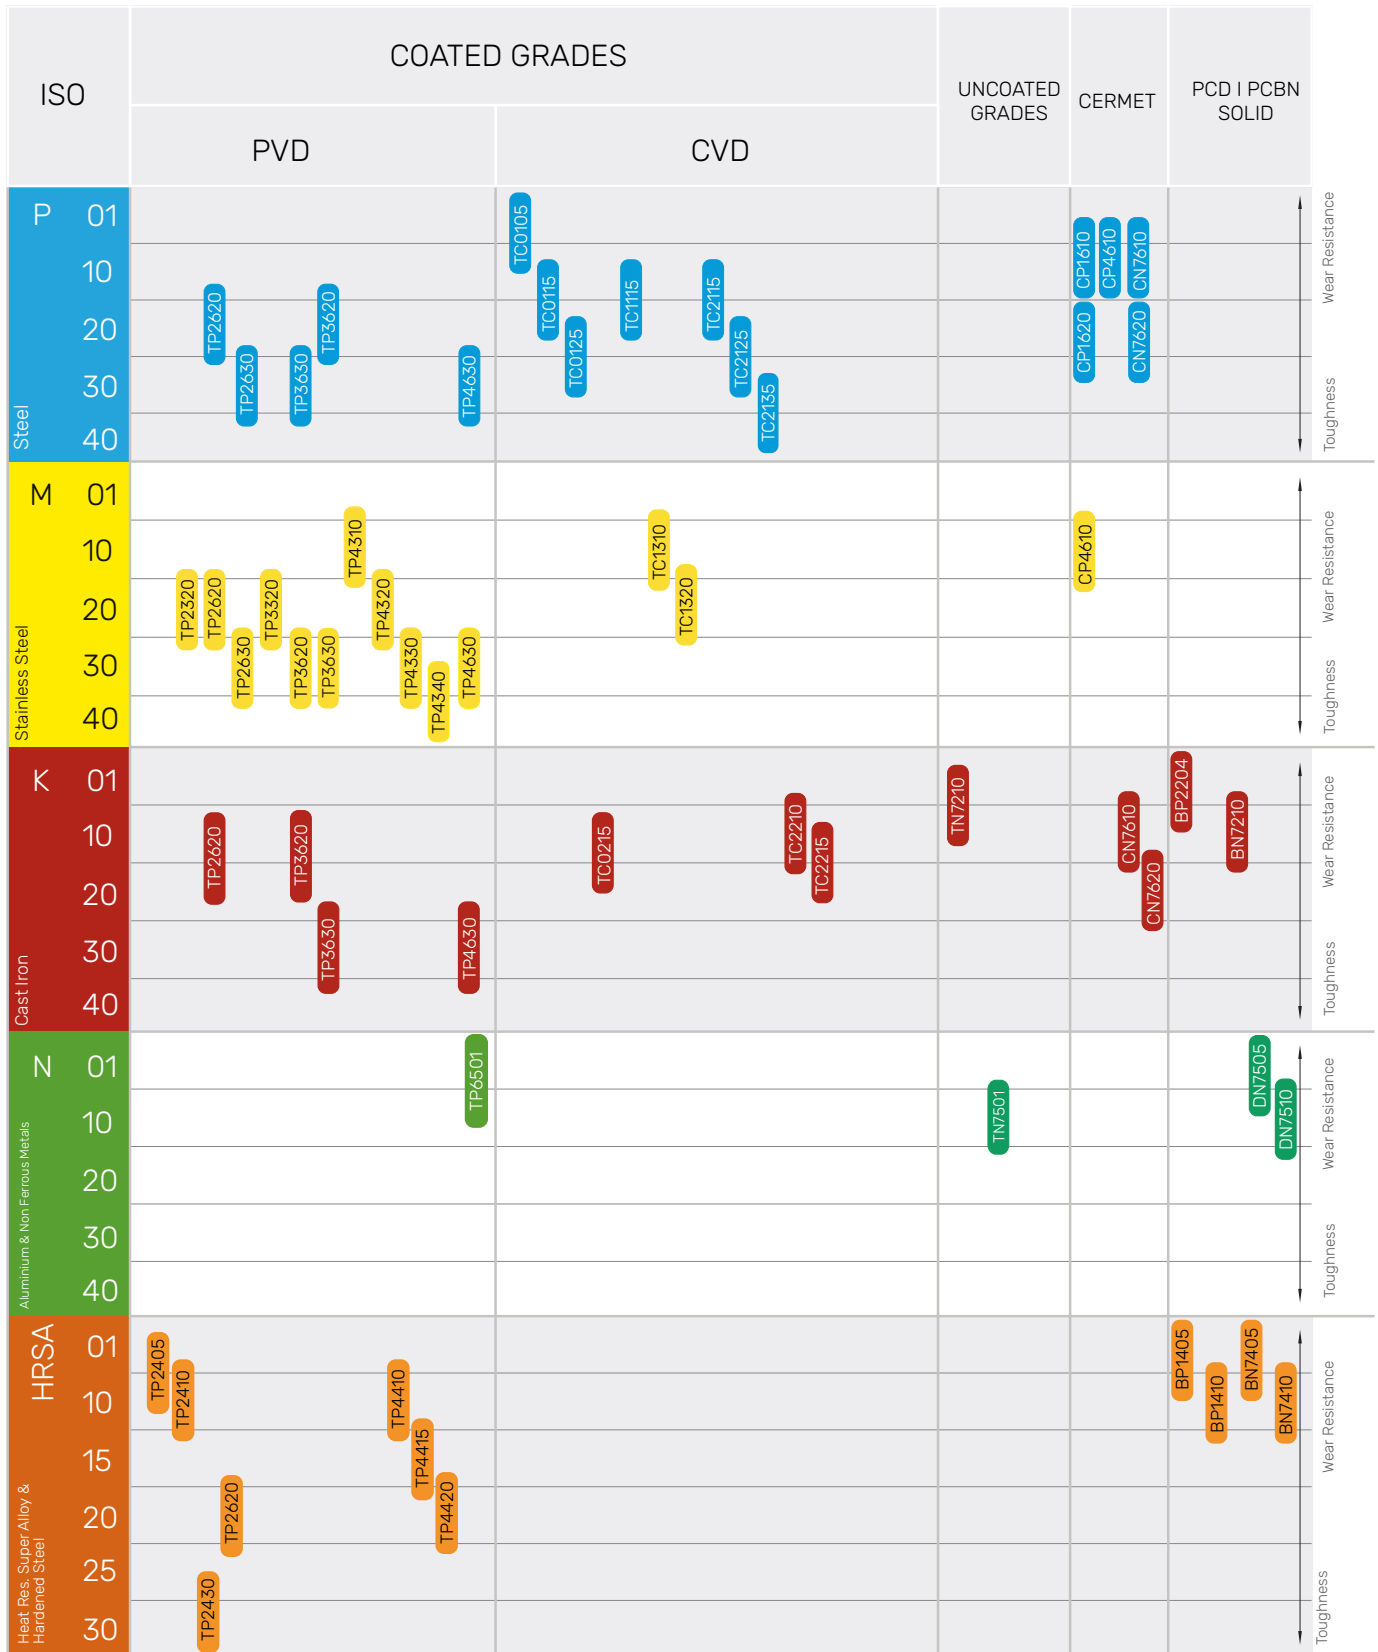 ISO
COATED GRADES
PVD
CVD
UNCOATED
GRADES
CERMET
PCD I PCBN
SOLID
P
Steel
01
10
20
30
40
TP2620
TP2630
TP3630
TP3620
TP4630
TC0105
TC0115
TC0125
TC1115
TC2115
TC2125
TC2135
CP1610
CP4610
CN7610
CP1620
CN7620
Wear Resistance
Toughness
M
Stainless Steel
01
10
20
30
40
TP2320
TP2620
TP2630
TP3320
TP3620
TP3630
TP4310
TP4320
TP4330
TP4340
TP4630
TC1310
TC1320
CP4610
Wear Resistance
Toughness
K
Cast Iron
01
10
20
30
40
TP2620
TP3620
TP3630
TP4630
TC0215
TC2210
TC2215
TN7210
CN7610
CN7620
BP2204
BN7210
Wear Resistance
Toughness
N
Aluminium & Non Ferrous Metals
01
10
20
30
40
TP6501
TN7501
DN7505
DN7510
Wear Resistance
Toughness
HRSA
Heat Res. Super Alloy &
Hardened Steel
01
10
15
20
25
30
TP2405
TP2410
TP2430
TP2620
TP4410
TP4415
TP4420
BP1405
BP1410
BN7405
BN7410
Wear Resistance
Toughness